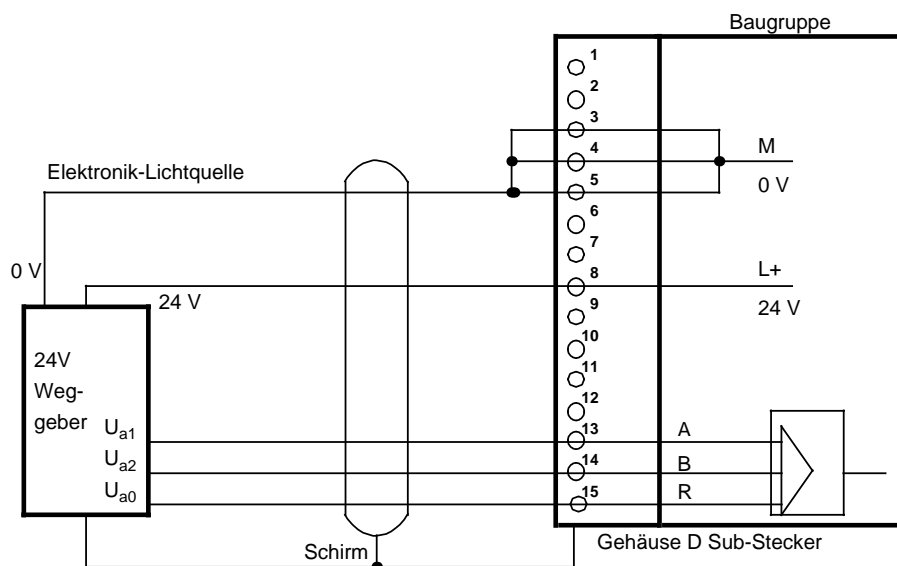 Baugruppe
1
2
3
4
M
Elektronik-Lichtquelle
5
0 V
6
7
0 V
8
L+
24 V
9
24 V
10
24V
Weg-
geber
11
12
Ua1
13
A
Ua2
14
B
Ua0
15
R
Schirm
Gehäuse D Sub-Stecker